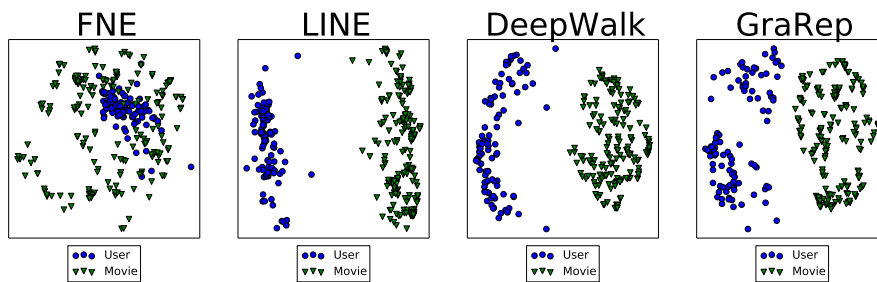 FNE
LINE
DeepWalk
GraRep
User
Movie
User
Movie
User
Movie
User
Movie